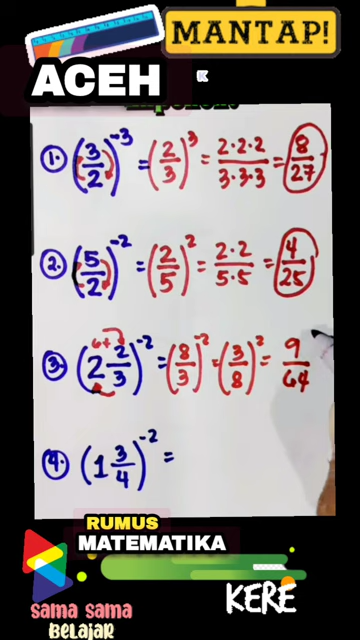 MANTAP!
ACEH
K
① (3/2)⁻³ = (2/3)³ = 2·2·2/3·3·3 = 8/27
② (5/2)⁻² = (2/5)² = 2·2/5·5 = 4/25
6+
③ (2 2/3)⁻² = (8/3)⁻² = (3/8)² = 9/64
④ (1 3/4)⁻² =
RUMUS
MATEMATIKA
sama sama
BeLajar
KERE